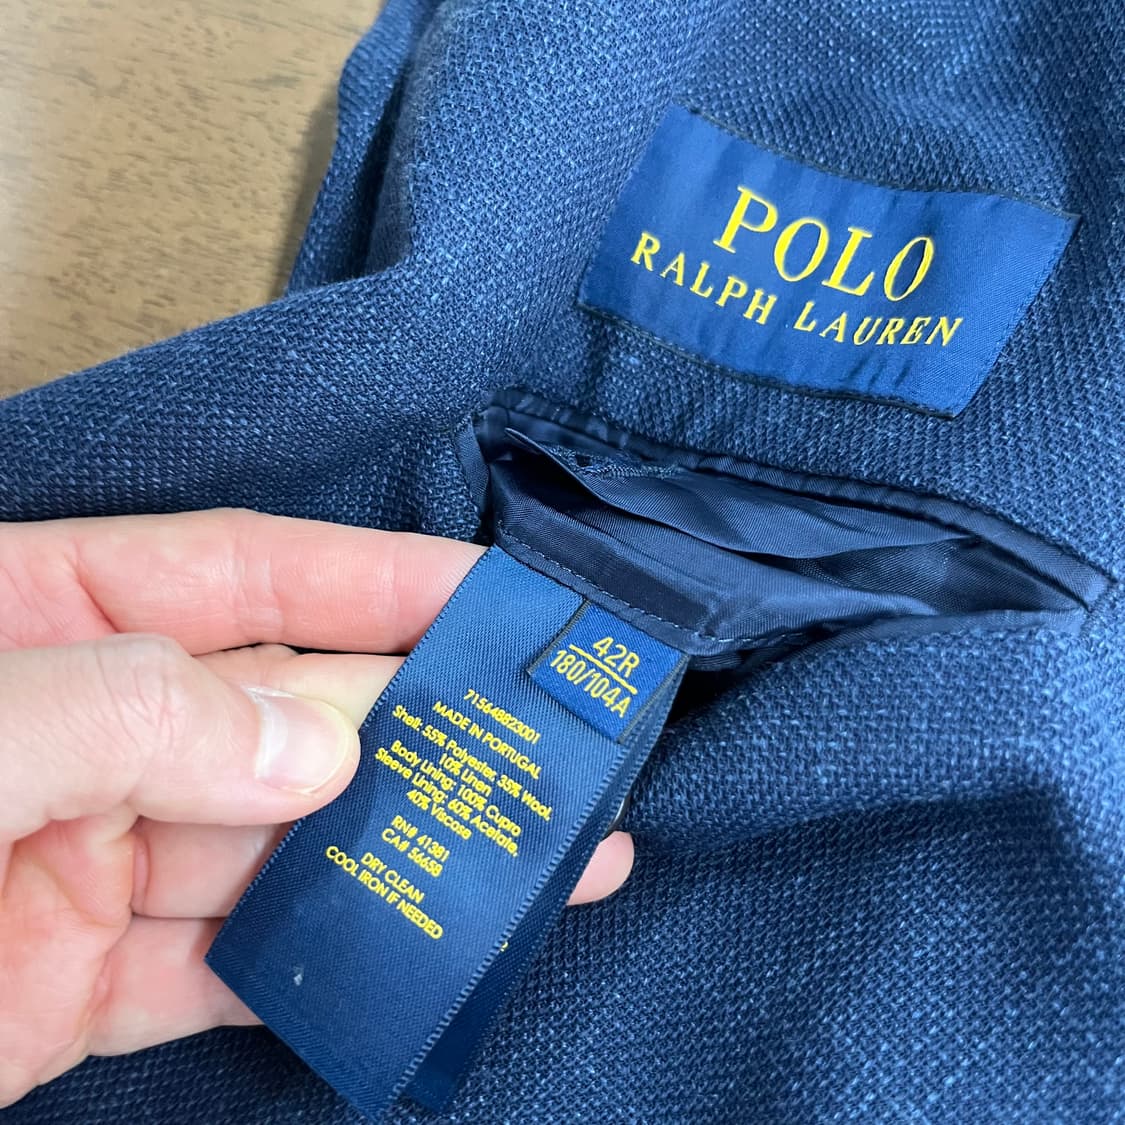 POLO
RALPH LAUREN
42R
180/104A
715648823001
MADE IN PORTUGAL
Shell: 55% Polyester, 35% Wool,
10% Linen
Body Lining: 100% Cupro
Sleeve Lining: 60% Acetate,
40% Viscose
RN# 41381
CA# 56658
DRY CLEAN
COOL IRON IF NEEDED